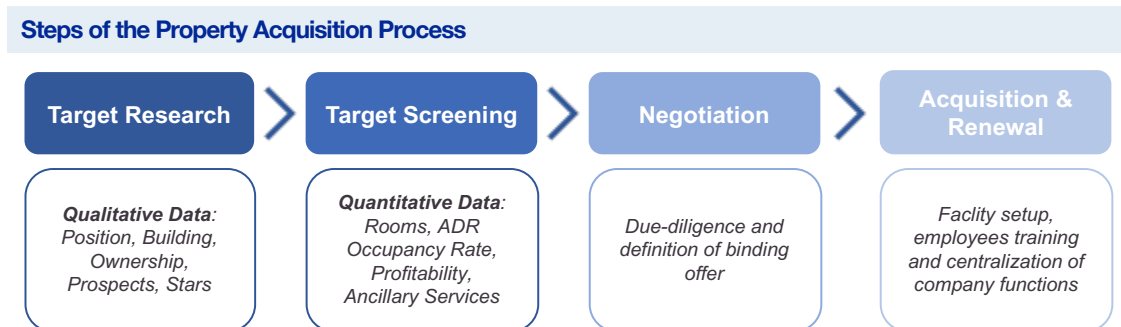 Steps of the Property Acquisition Process
Target Research
Target Screening
Negotiation
Acquisition &
Renewal
Qualitative Data:
Position, Building,
Ownership,
Prospects, Stars
Quantitative Data:
Rooms, ADR
Occupancy Rate,
Profitability,
Ancillary Services
Due-diligence and
definition of binding
offer
Faclity setup,
employees training
and centralization of
company functions